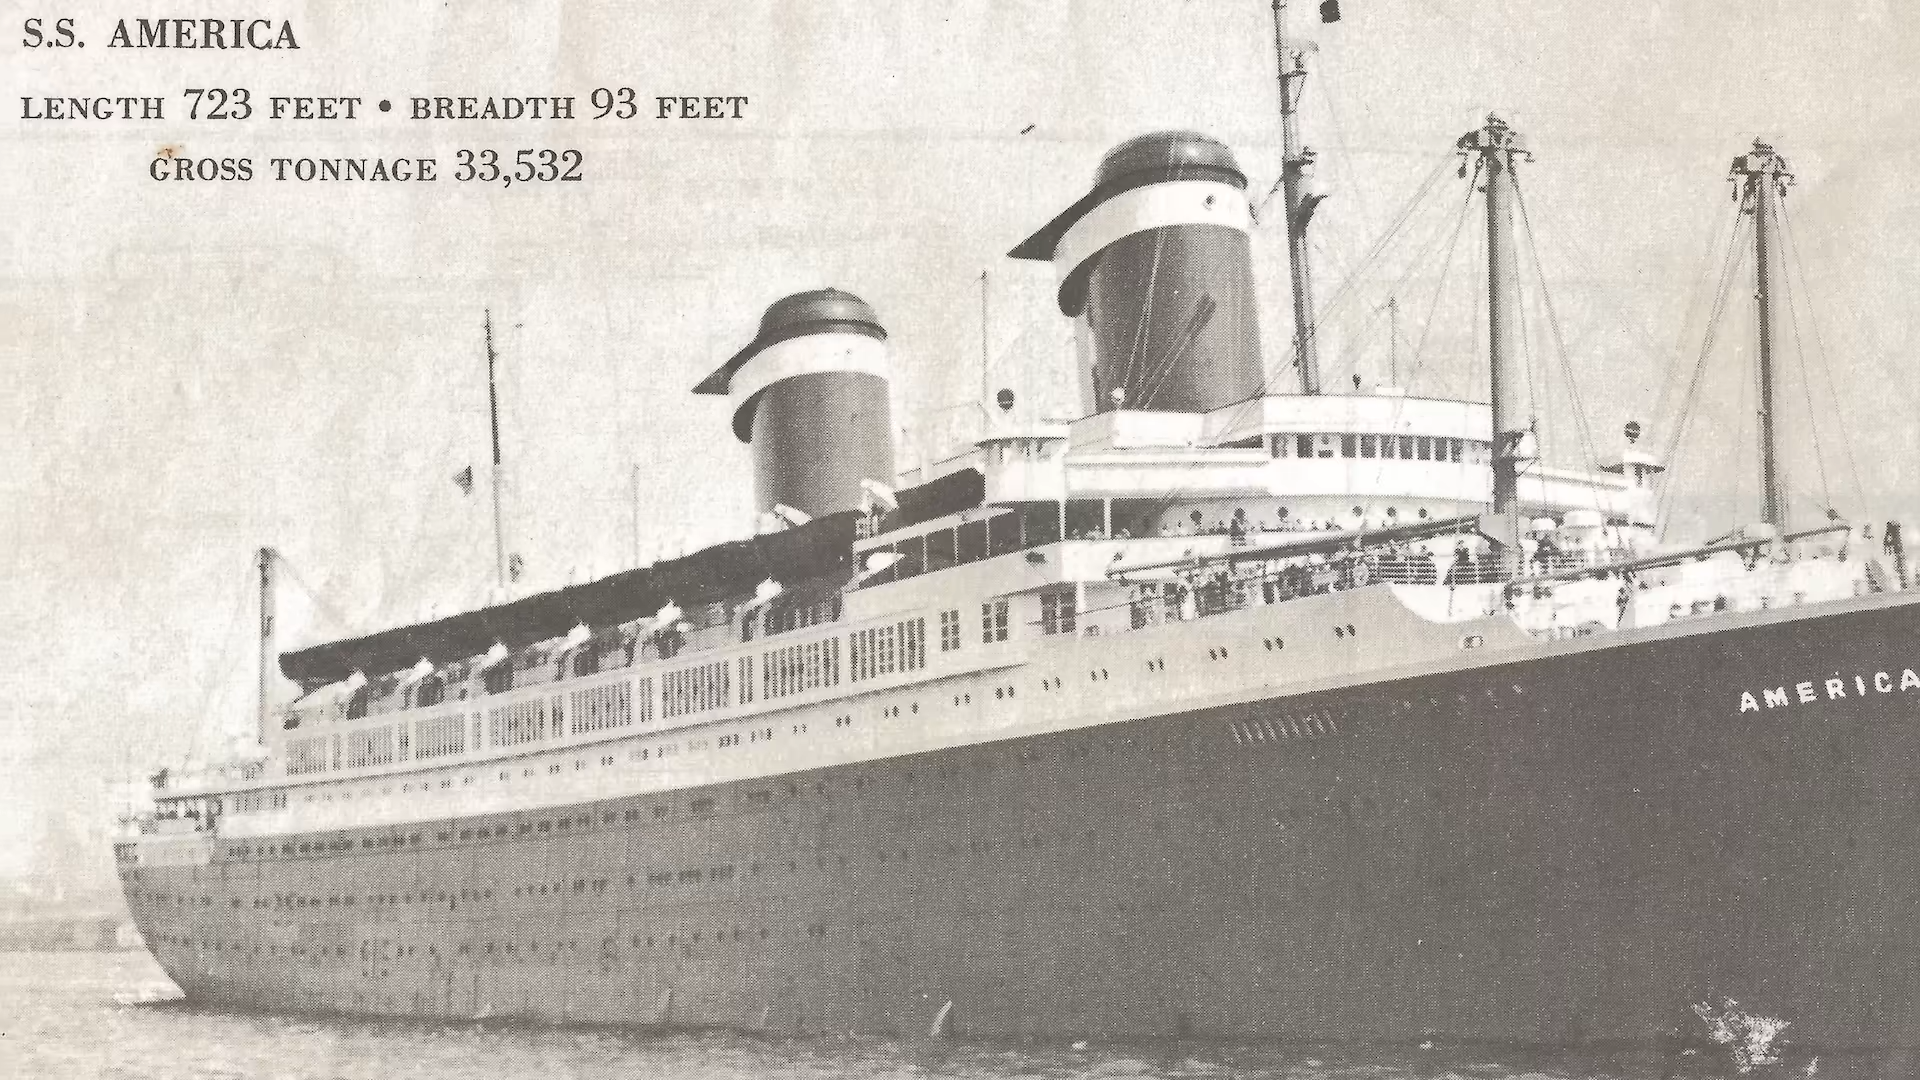 S.S. AMERICA
LENGTH 723 FEET • BREADTH 93 FEET
GROSS TONNAGE 33,532
AMERICA